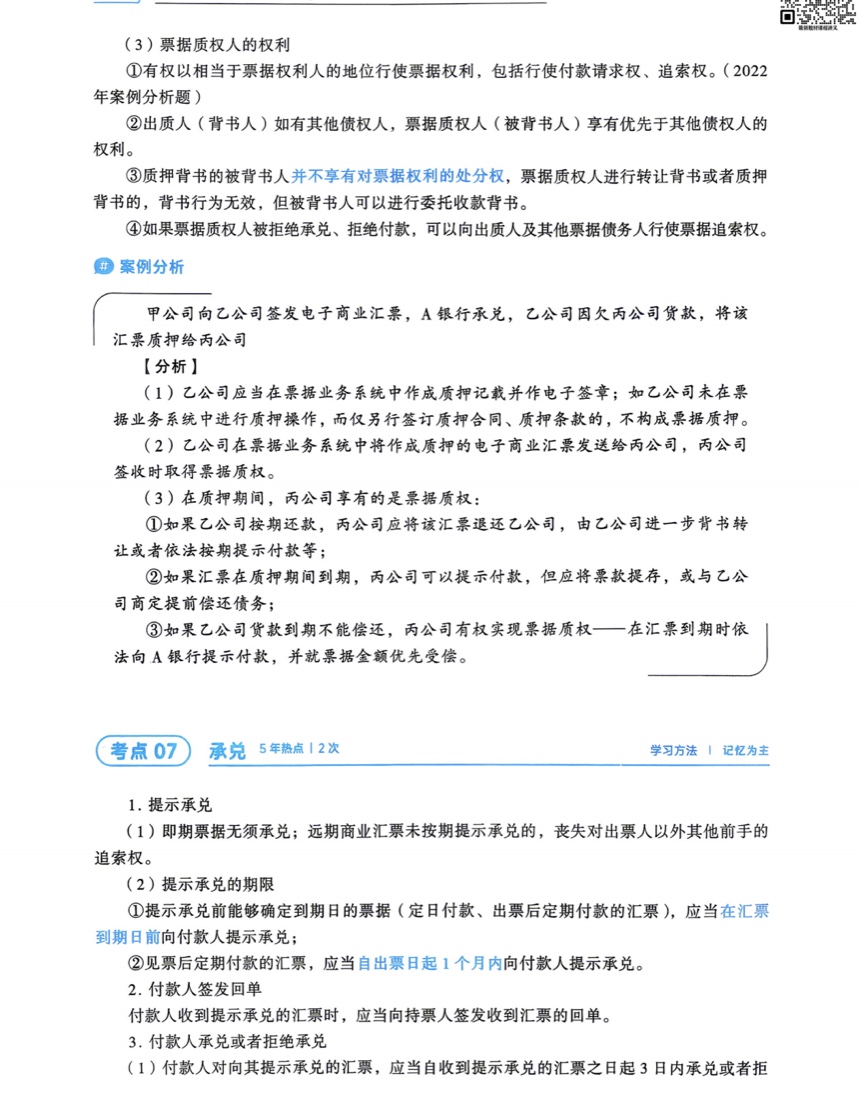 （3）票据质权人的权利
①有权以相当于票据权利人的地位行使票据权利，包括行使付款请求权、追索权。（2022
年案例分析题）
②出质人（背书人）如有其他债权人，票据质权人（被背书人）享有优先于其他债权人的
权利。
③质押背书的被背书人并不享有对票据权利的处分权，票据质权人进行转让背书或者质押
背书的，背书行为无效，但被背书人可以进行委托收款背书。
④如果票据质权人被拒绝承兑、拒绝付款，可以向出质人及其他票据债务人行使票据追索权。
# 案例分析
甲公司向乙公司签发电子商业汇票，A 银行承兑，乙公司因欠丙公司货款，将该
汇票质押给丙公司
【分析】
（1）乙公司应当在票据业务系统中作成质押记载并作电子签章；如乙公司未在票
据业务系统中进行质押操作，而仅另行签订质押合同、质押条款的，不构成票据质押。
（2）乙公司在票据业务系统中将作成质押的电子商业汇票发送给丙公司，丙公司
签收时取得票据质权。
（3）在质押期间，丙公司享有的是票据质权：
①如果乙公司按期还款，丙公司应将该汇票退还乙公司，由乙公司进一步背书转
让或者依法按期提示付款等；
②如果汇票在质押期间到期，丙公司可以提示付款，但应将票款提存，或与乙公
司商定提前偿还债务；
③如果乙公司货款到期不能偿还，丙公司有权实现票据质权——在汇票到期时依
法向 A 银行提示付款，并就票据金额优先受偿。
考点 07 承兑 5 年热点 | 2 次 学习方法 | 记忆为主
1. 提示承兑
（1）即期票据无须承兑；远期商业汇票未按期提示承兑的，丧失对出票人以外其他前手的
追索权。
（2）提示承兑的期限
①提示承兑前能够确定到期日的票据（定日付款、出票后定期付款的汇票），应当在汇票
到期日前向付款人提示承兑；
②见票后定期付款的汇票，应当自出票日起 1 个月内向付款人提示承兑。
2. 付款人签发回单
付款人收到提示承兑的汇票时，应当向持票人签发收到汇票的回单。
3. 付款人承兑或者拒绝承兑
（1）付款人对向其提示承兑的汇票，应当自收到提示承兑的汇票之日起 3 日内承兑或者拒